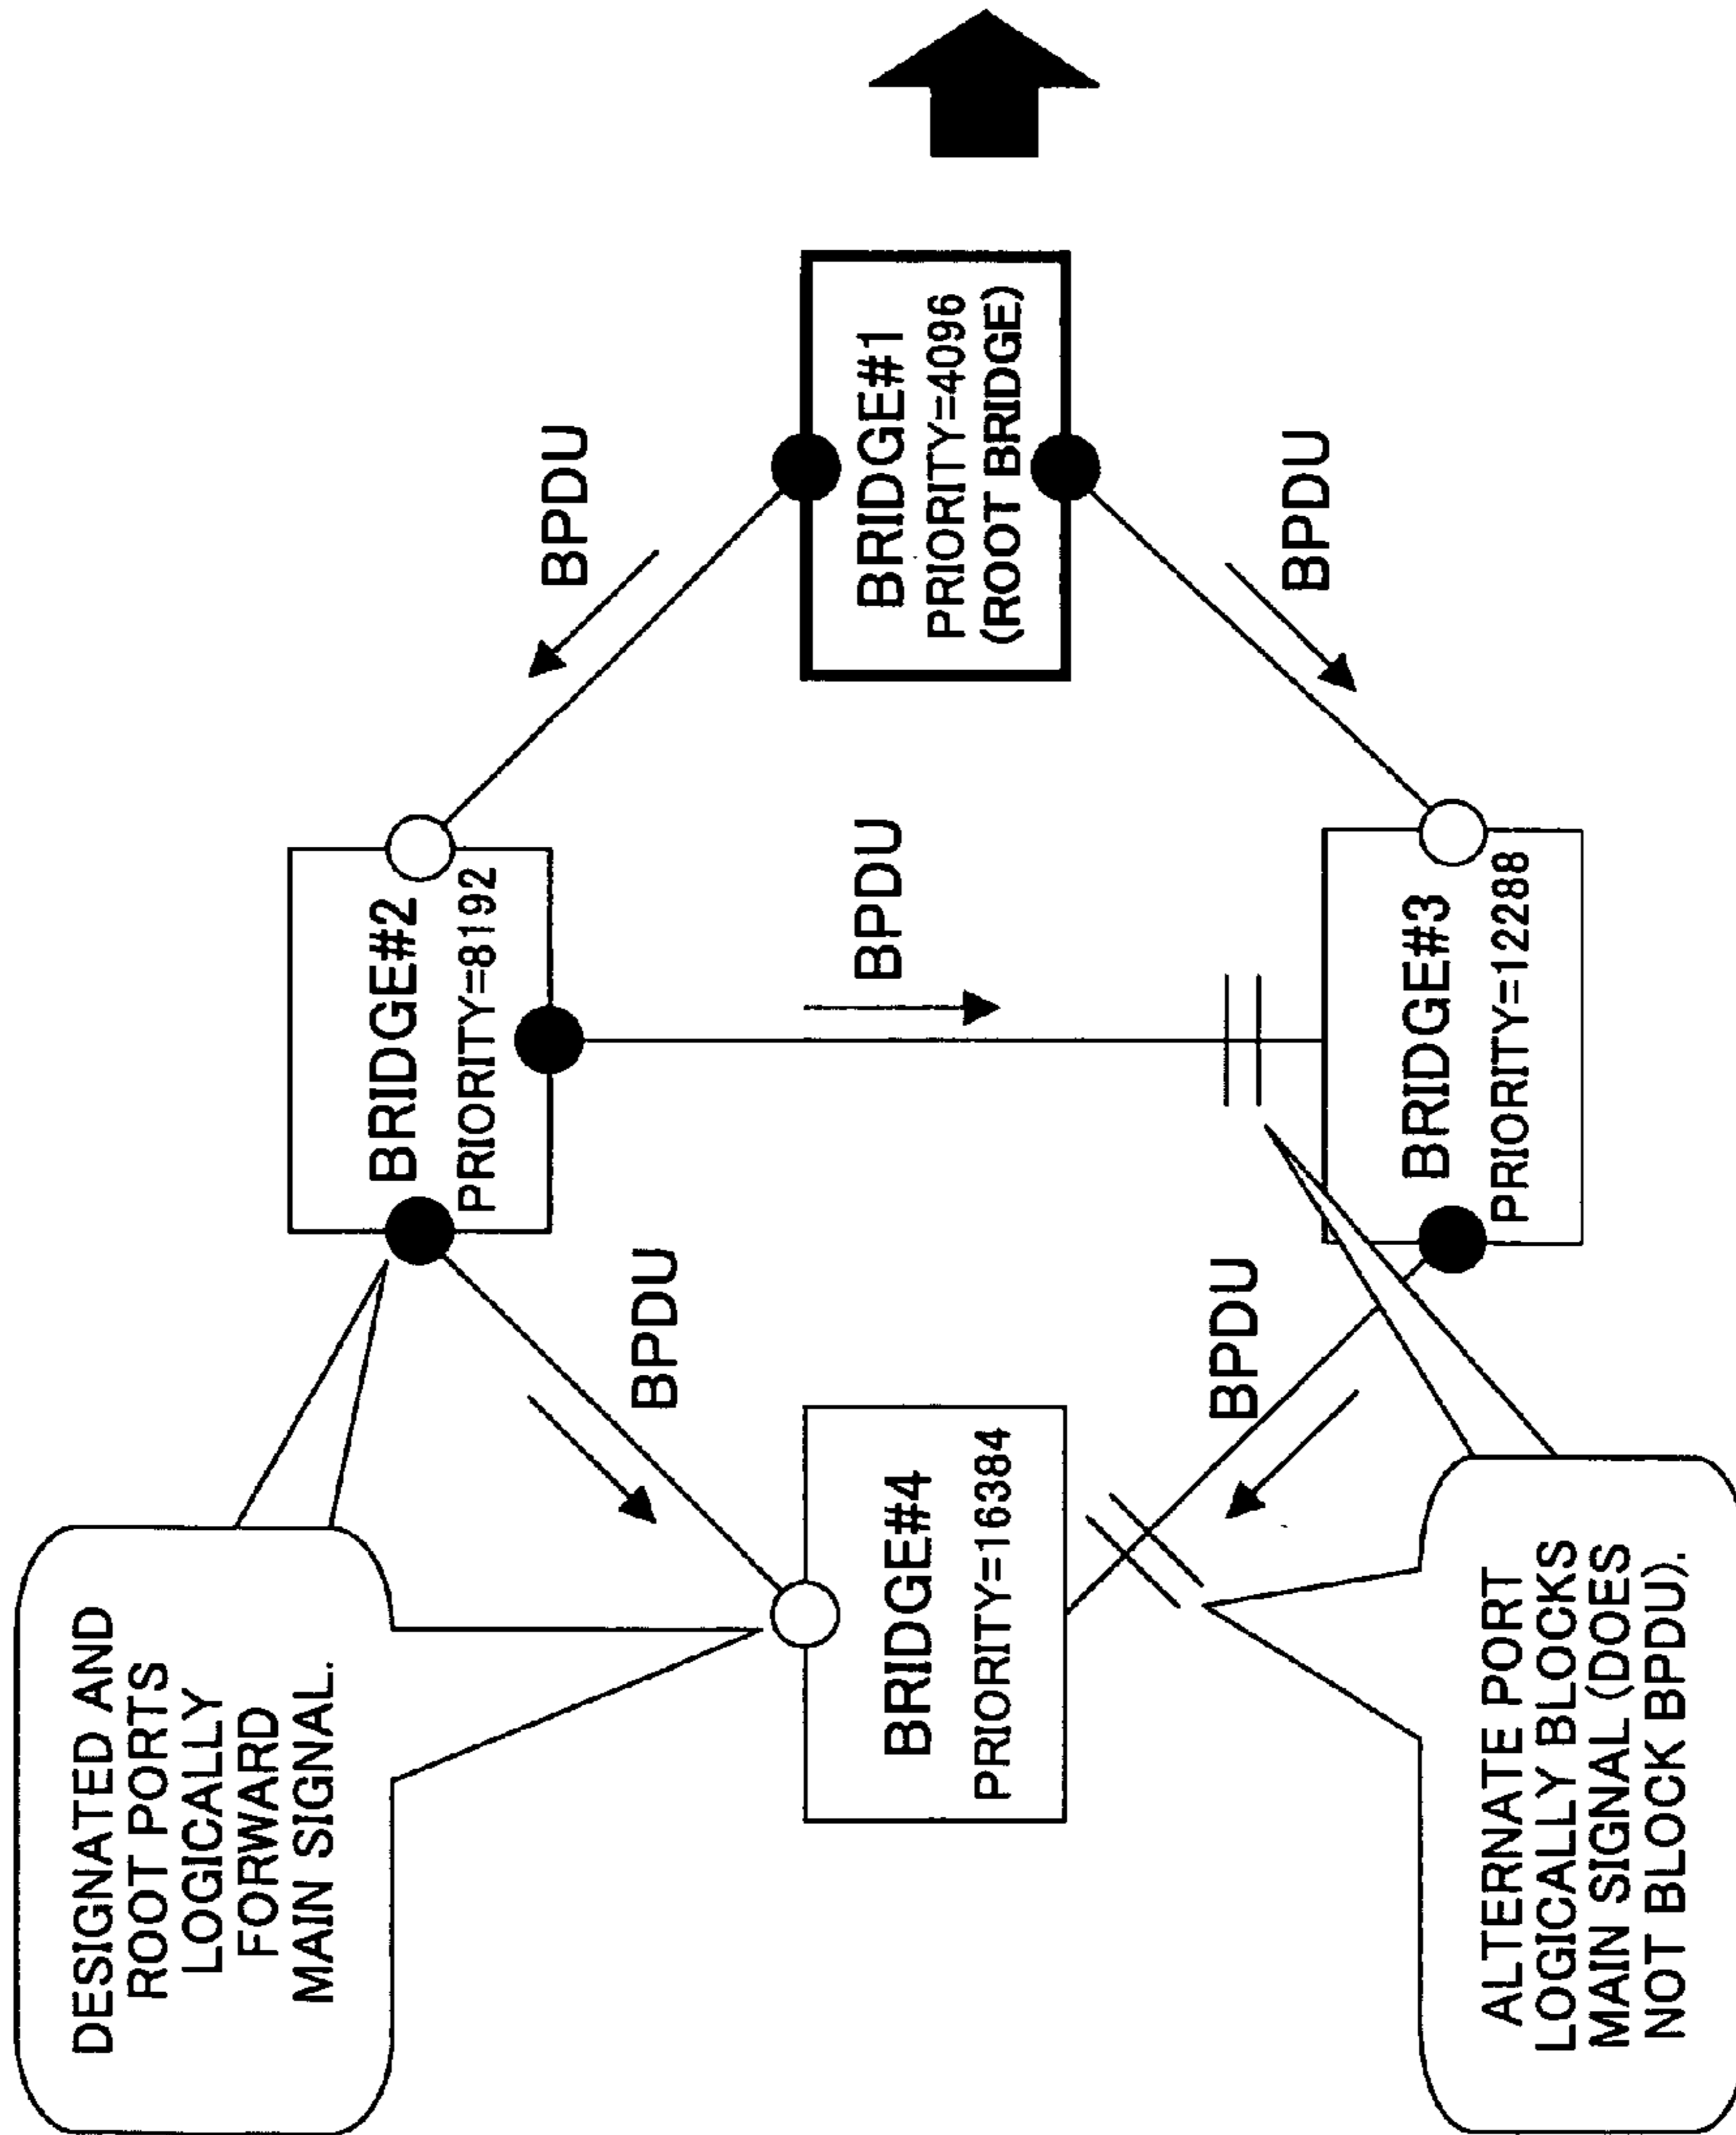 DESIGNATED AND
ROOT PORTS
LOGICALLY
FORWARD
MAIN SIGNAL.
BRIDGE#2
PRIORITY=8192
BPDU
BPDU
BPDU
BRIDGE#4
PRIORITY=16384
BRIDGE#1
PRIORITY=4096
(ROOT BRIDGE)
BPDU
BPDU
BRIDGE#3
PRIORITY=12288
ALTERNATE PORT
LOGICALLY BLOCKS
MAIN SIGNAL (DOES
NOT BLOCK BPDU).